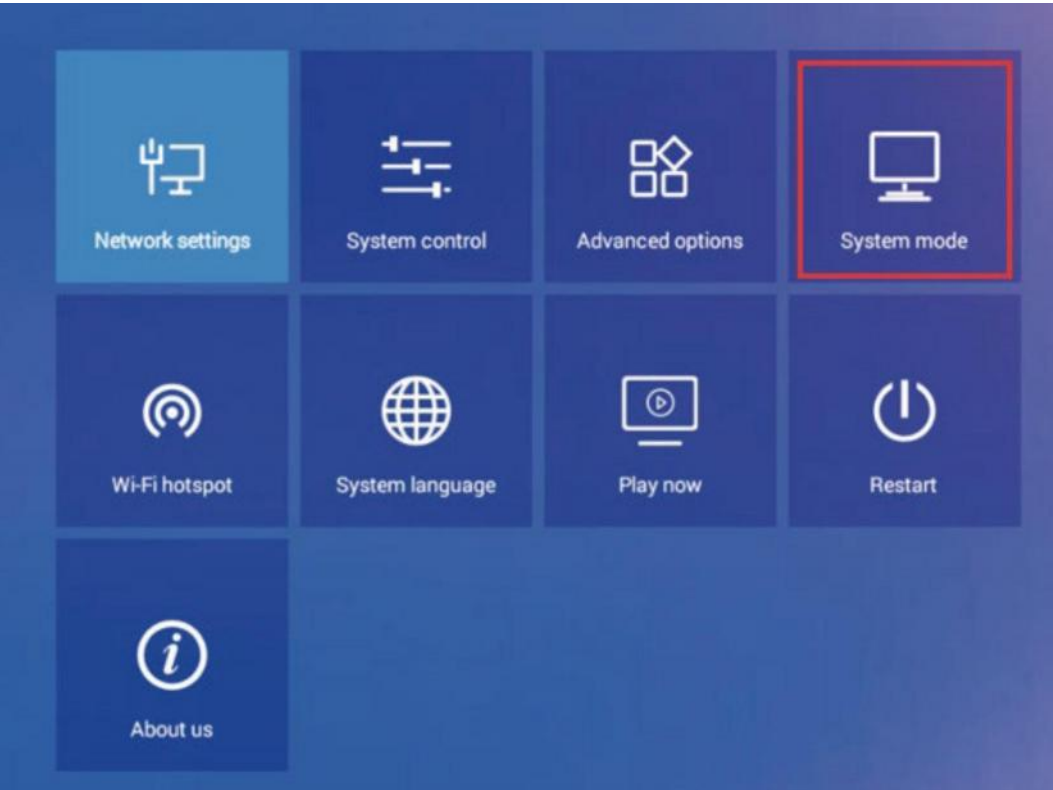 Network settings
System control
Advanced options
System mode
Wi-Fi hotspot
System language
Play now
Restart
About us